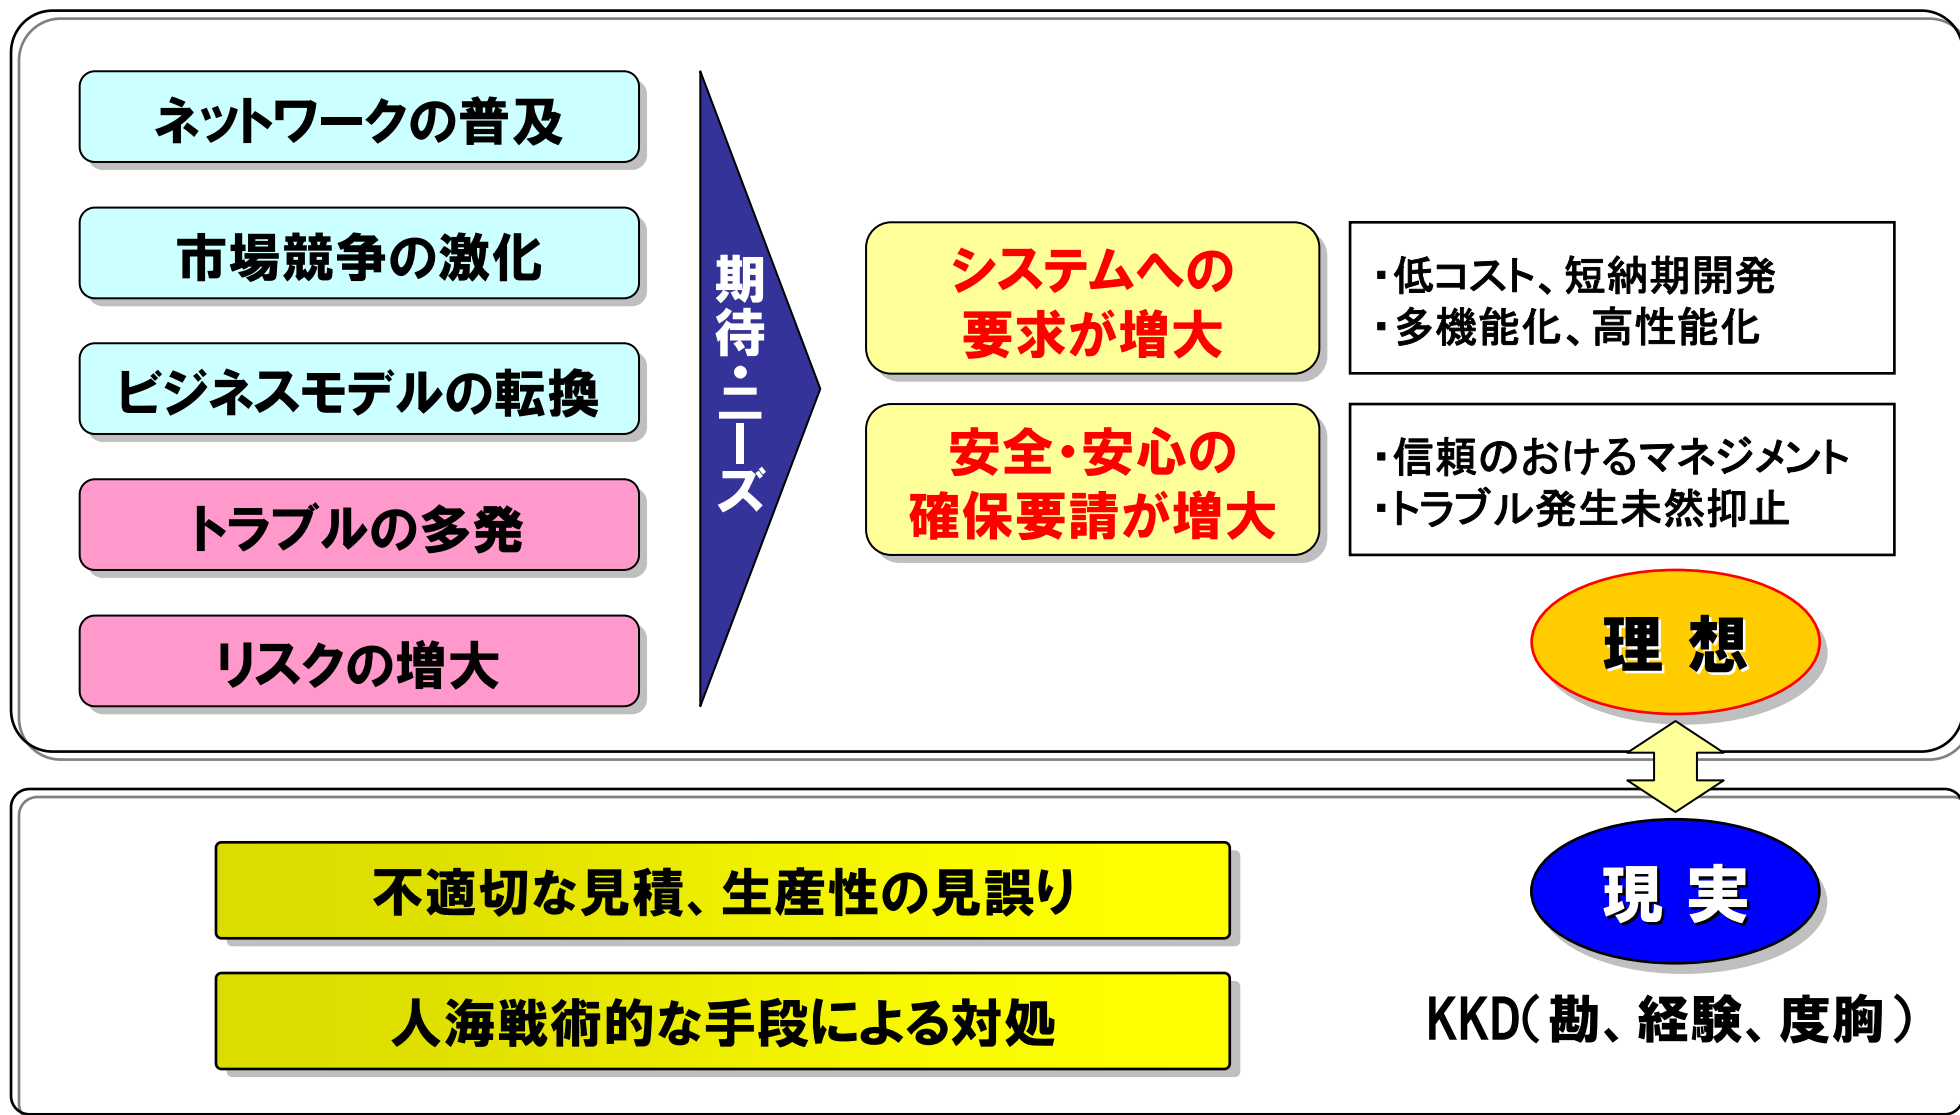 ネットワークの普及
市場競争の激化
ビジネスモデルの転換
トラブルの多発
リスクの増大
期待・ニーズ
システムへの
要求が増大
・低コスト、短納期開発
・多機能化、高性能化
安全・安心の
確保要請が増大
・信頼のおけるマネジメント
・トラブル発生未然抑止
理想
不適切な見積、生産性の見誤り
人海戦術的な手段による対処
現実
KKD(勘、経験、度胸)